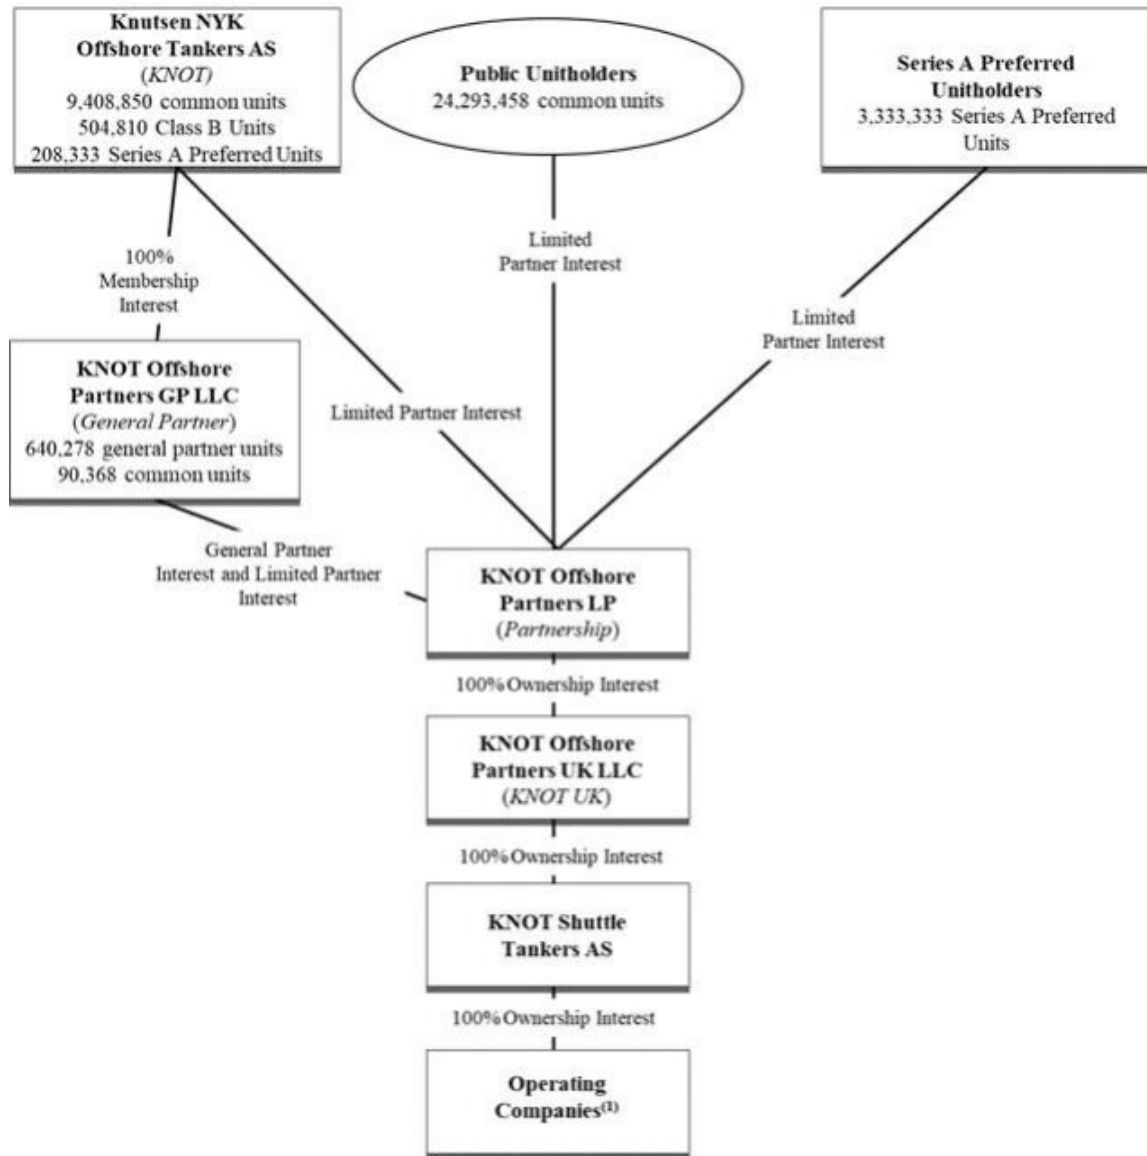 Knutsen NYK
Offshore Tankers AS
(KNOT)
9,408,850 common units
504,810 Class B Units
208,333 Series A Preferred Units
Public Unitholders
24,293,458 common units
Series A Preferred
Unitholders
3,333,333 Series A Preferred
Units
100%
Membership
Interest
Limited
Partner Interest
Limited
Partner Interest
KNOT Offshore
Partners GP LLC
(General Partner)
640,278 general partner units
90,368 common units
Limited Partner Interest
General Partner
Interest and Limited Partner
Interest
KNOT Offshore
Partners LP
(Partnership)
100% Ownership Interest
KNOT Offshore
Partners UK LLC
(KNOT UK)
100% Ownership Interest
KNOT Shuttle
Tankers AS
100% Ownership Interest
Operating
Companies(1)